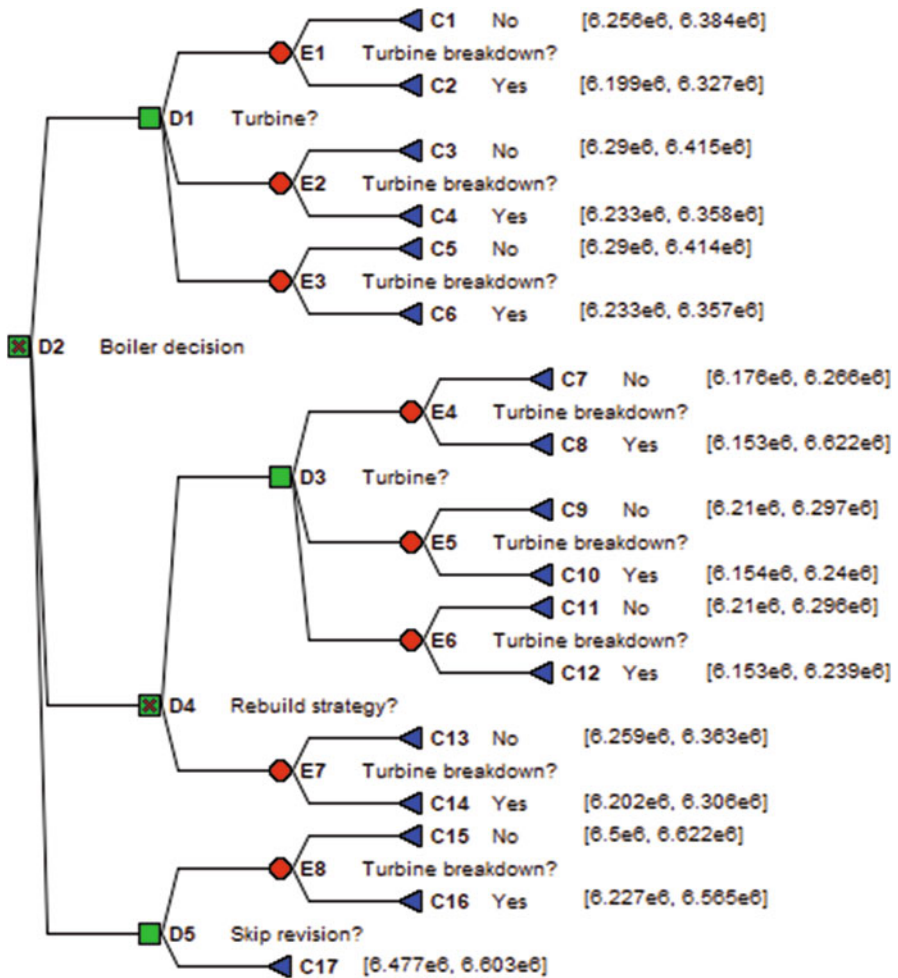 C1 No [6.256e6, 6.384e6]
E1 Turbine breakdown?
C2 Yes [6.199e6, 6.327e6]
D1 Turbine?
C3 No [6.29e6, 6.415e6]
E2 Turbine breakdown?
C4 Yes [6.233e6, 6.358e6]
C5 No [6.29e6, 6.414e6]
E3 Turbine breakdown?
C6 Yes [6.233e6, 6.357e6]
D2 Boiler decision
C7 No [6.176e6, 6.266e6]
E4 Turbine breakdown?
C8 Yes [6.153e6, 6.622e6]
D3 Turbine?
C9 No [6.21e6, 6.297e6]
E5 Turbine breakdown?
C10 Yes [6.154e6, 6.24e6]
C11 No [6.21e6, 6.296e6]
E6 Turbine breakdown?
C12 Yes [6.153e6, 6.239e6]
D4 Rebuild strategy?
C13 No [6.259e6, 6.363e6]
E7 Turbine breakdown?
C14 Yes [6.202e6, 6.306e6]
C15 No [6.5e6, 6.622e6]
E8 Turbine breakdown?
C16 Yes [6.227e6, 6.565e6]
D5 Skip revision?
C17 [6.477e6, 6.603e6]